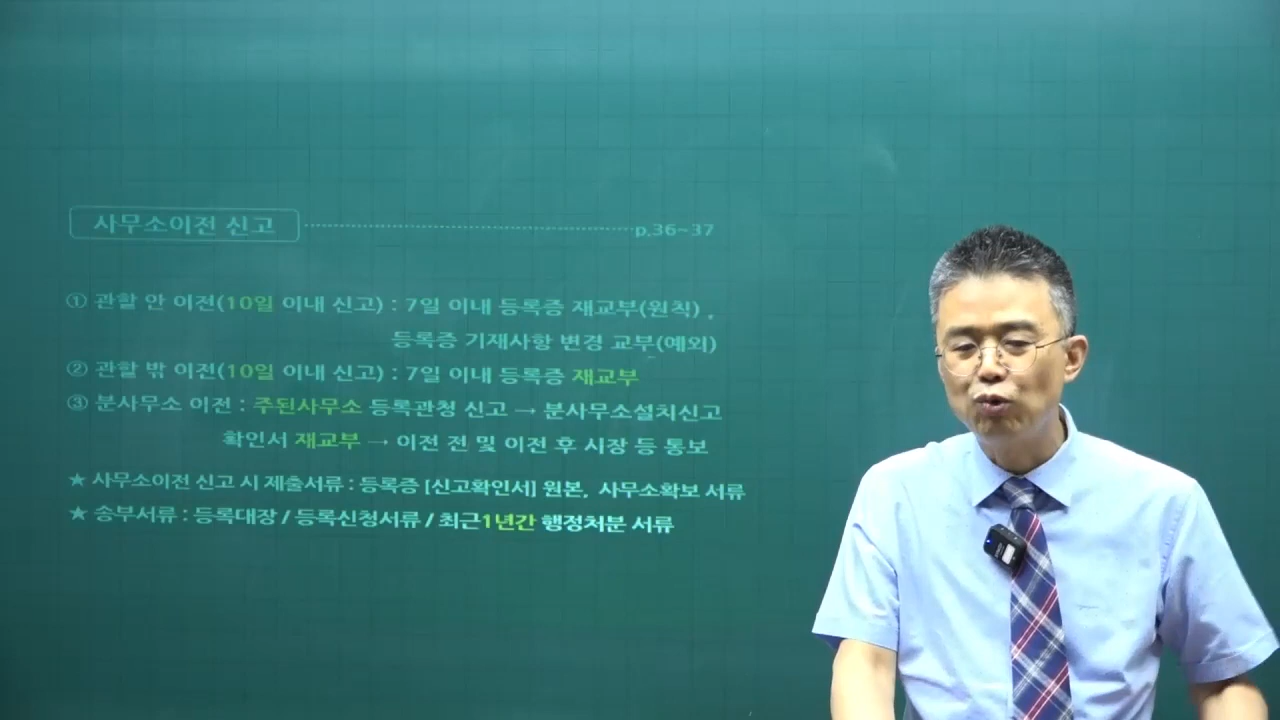 사무소이전 신고 p.36~37
① 관할 안 이전(10일 이내 신고) : 7일 이내 등록증 재교부(원칙)
등록증 기재사항 변경 교부(예외)
② 관할 밖 이전(10일 이내 신고) : 7일 이내 등록증 재교부
③ 분사무소 이전 : 주된사무소 등록관청 신고 → 분사무소설치신고
확인서 재교부 → 이전 전 및 이전 후 시장 등 통보
★ 사무소이전 신고 시 제출서류 : 등록증 [신고확인서] 원본, 사무소확보 서류
★ 송부서류 : 등록대장 / 등록신청서류 / 최근1년간 행정처분 서류